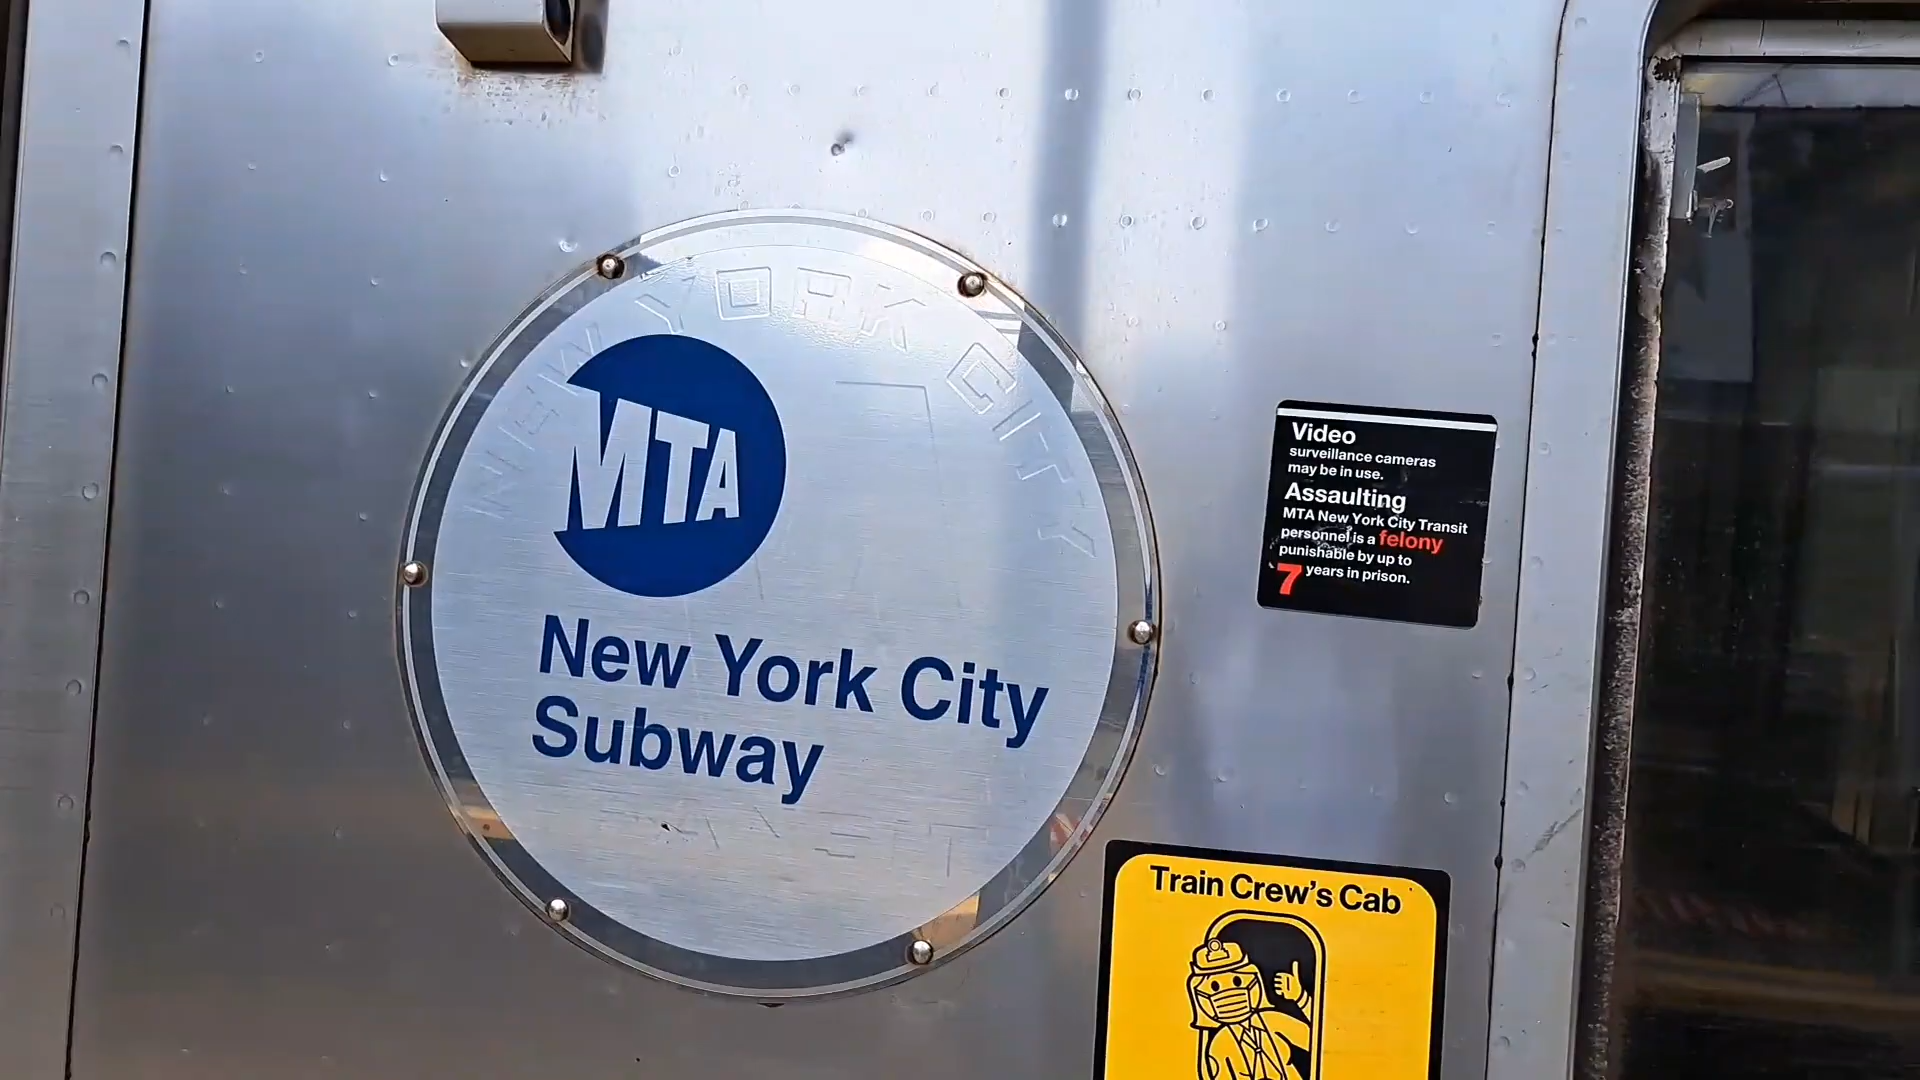 NEW YORK CITY
MTA
New York City
Subway
Video
surveillance cameras
may be in use.
Assaulting
MTA New York City Transit
personnel is a felony
punishable by up to
7 years in prison.
Train Crew's Cab